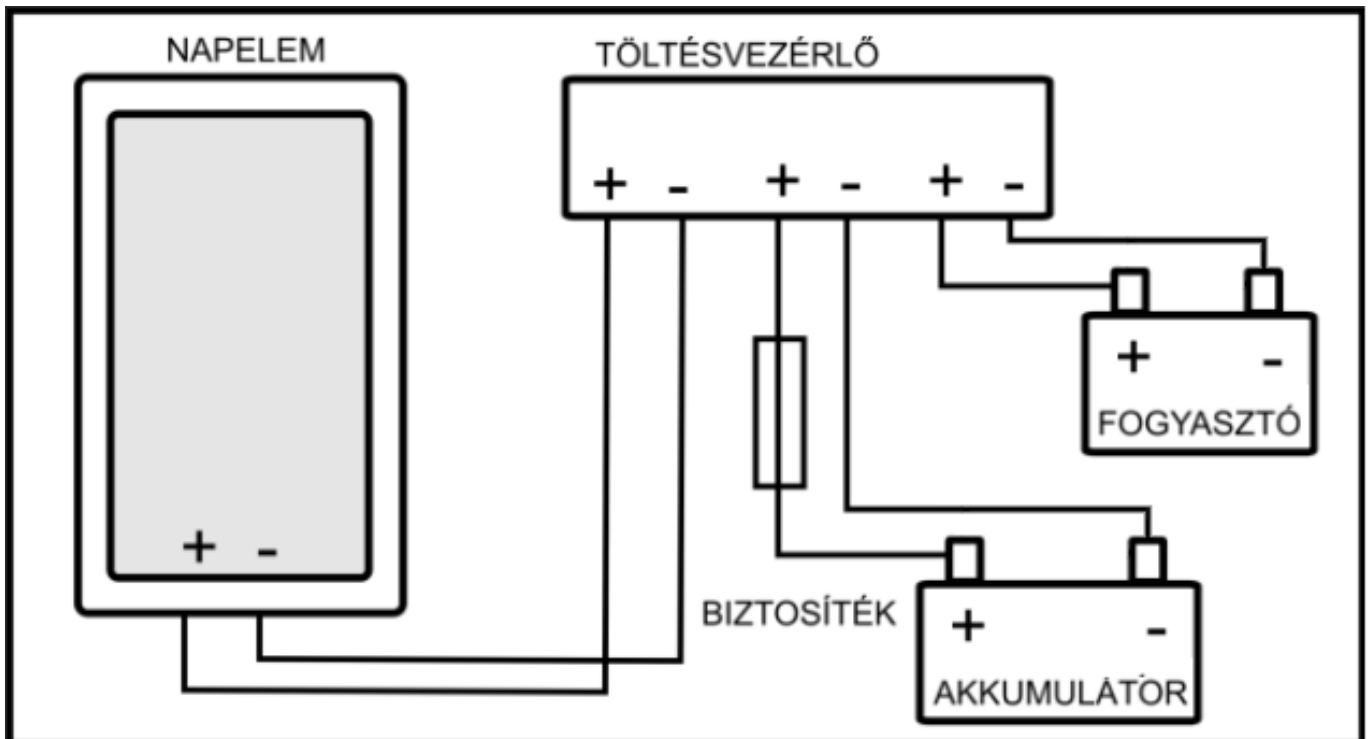 NAPELEM
TÖLTÉSVEZÉRLŐ
+ - + - + -
+ -
FOGYASZTÓ
+ -
BIZTOSÍTÉK
+ -
AKKUMULÁTOR